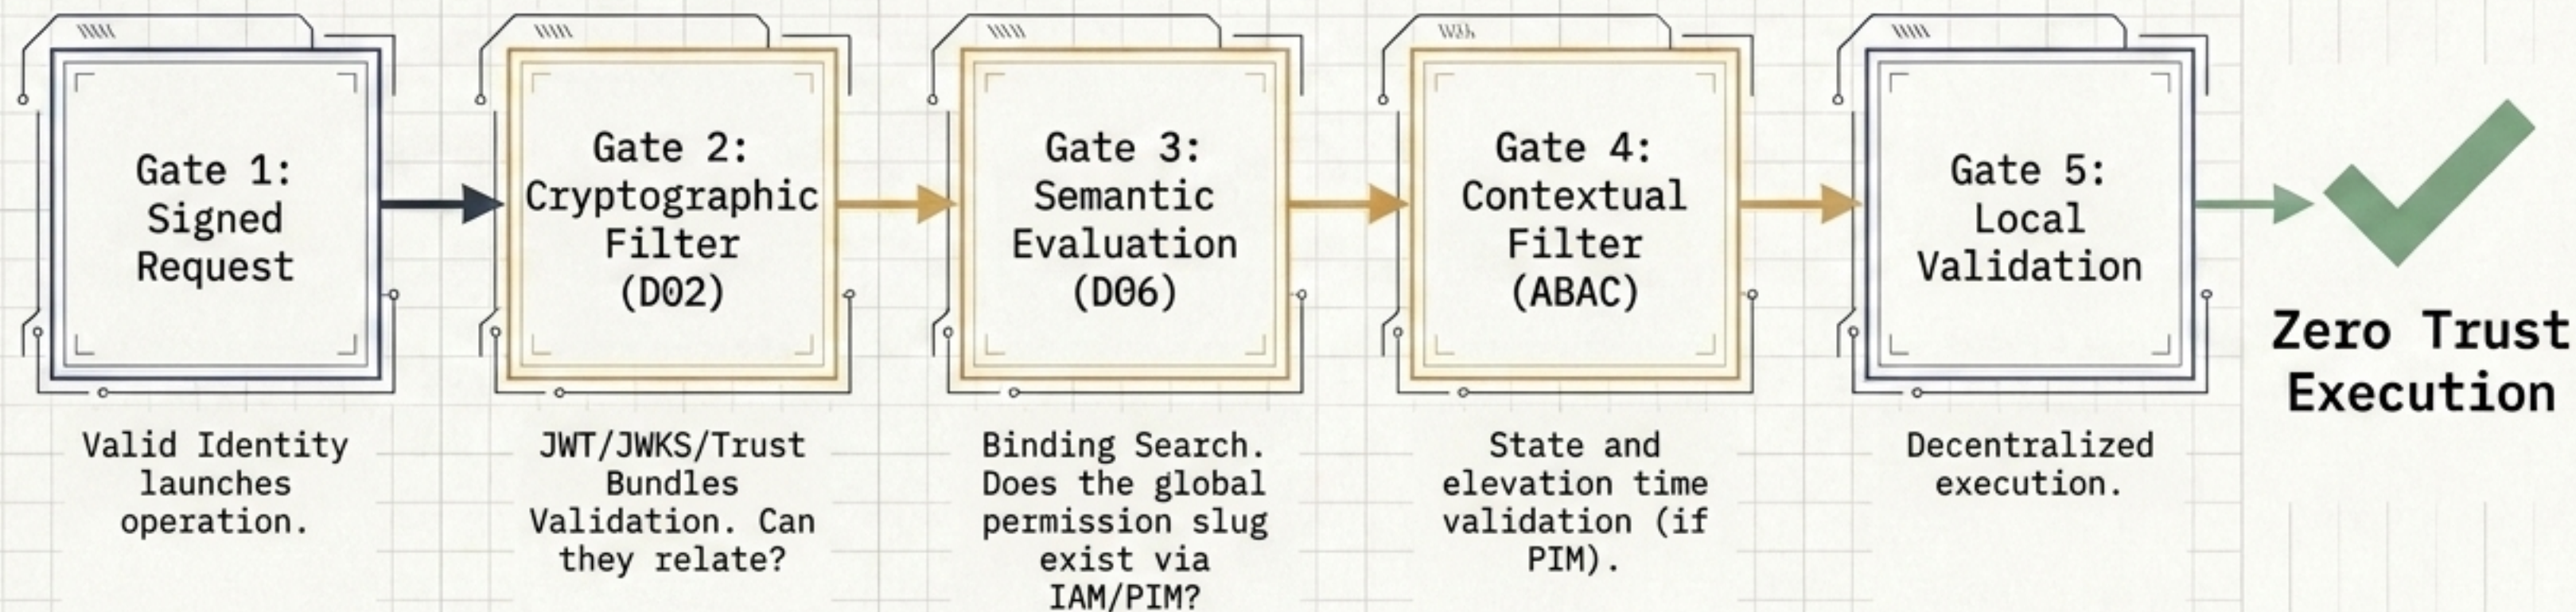 Gate 1:
Signed
Request
Valid Identity
launches
operation.
Gate 2:
Cryptographic
Filter
(D02)
JWT/JWKS/Trust
Bundles
Validation. Can
they relate?
Gate 3:
Semantic
Evaluation
(D06)
Binding Search.
Does the global
permission slug
exist via
IAM/PIM?
Gate 4:
Contextual
Filter
(ABAC)
State and
elevation time
validation (if
PIM).
Gate 5:
Local
Validation
Decentralized
execution.
Zero Trust
Execution